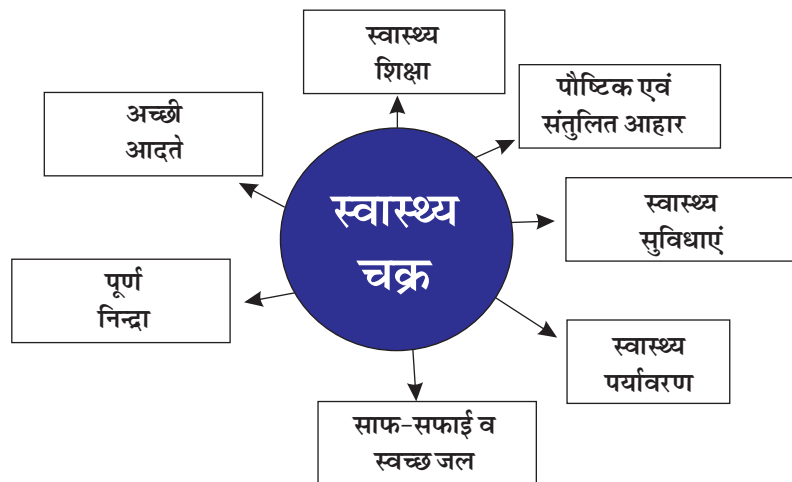 स्वास्थ्य
शिक्षा
पौष्टिक एवं
संतुलित आहार
अच्छी
आदते
स्वास्थ्य
चक्र
स्वास्थ्य
सुविधाएं
पूर्ण
निन्द्रा
स्वास्थ्य
पर्यावरण
साफ-सफाई व
स्वच्छ जल